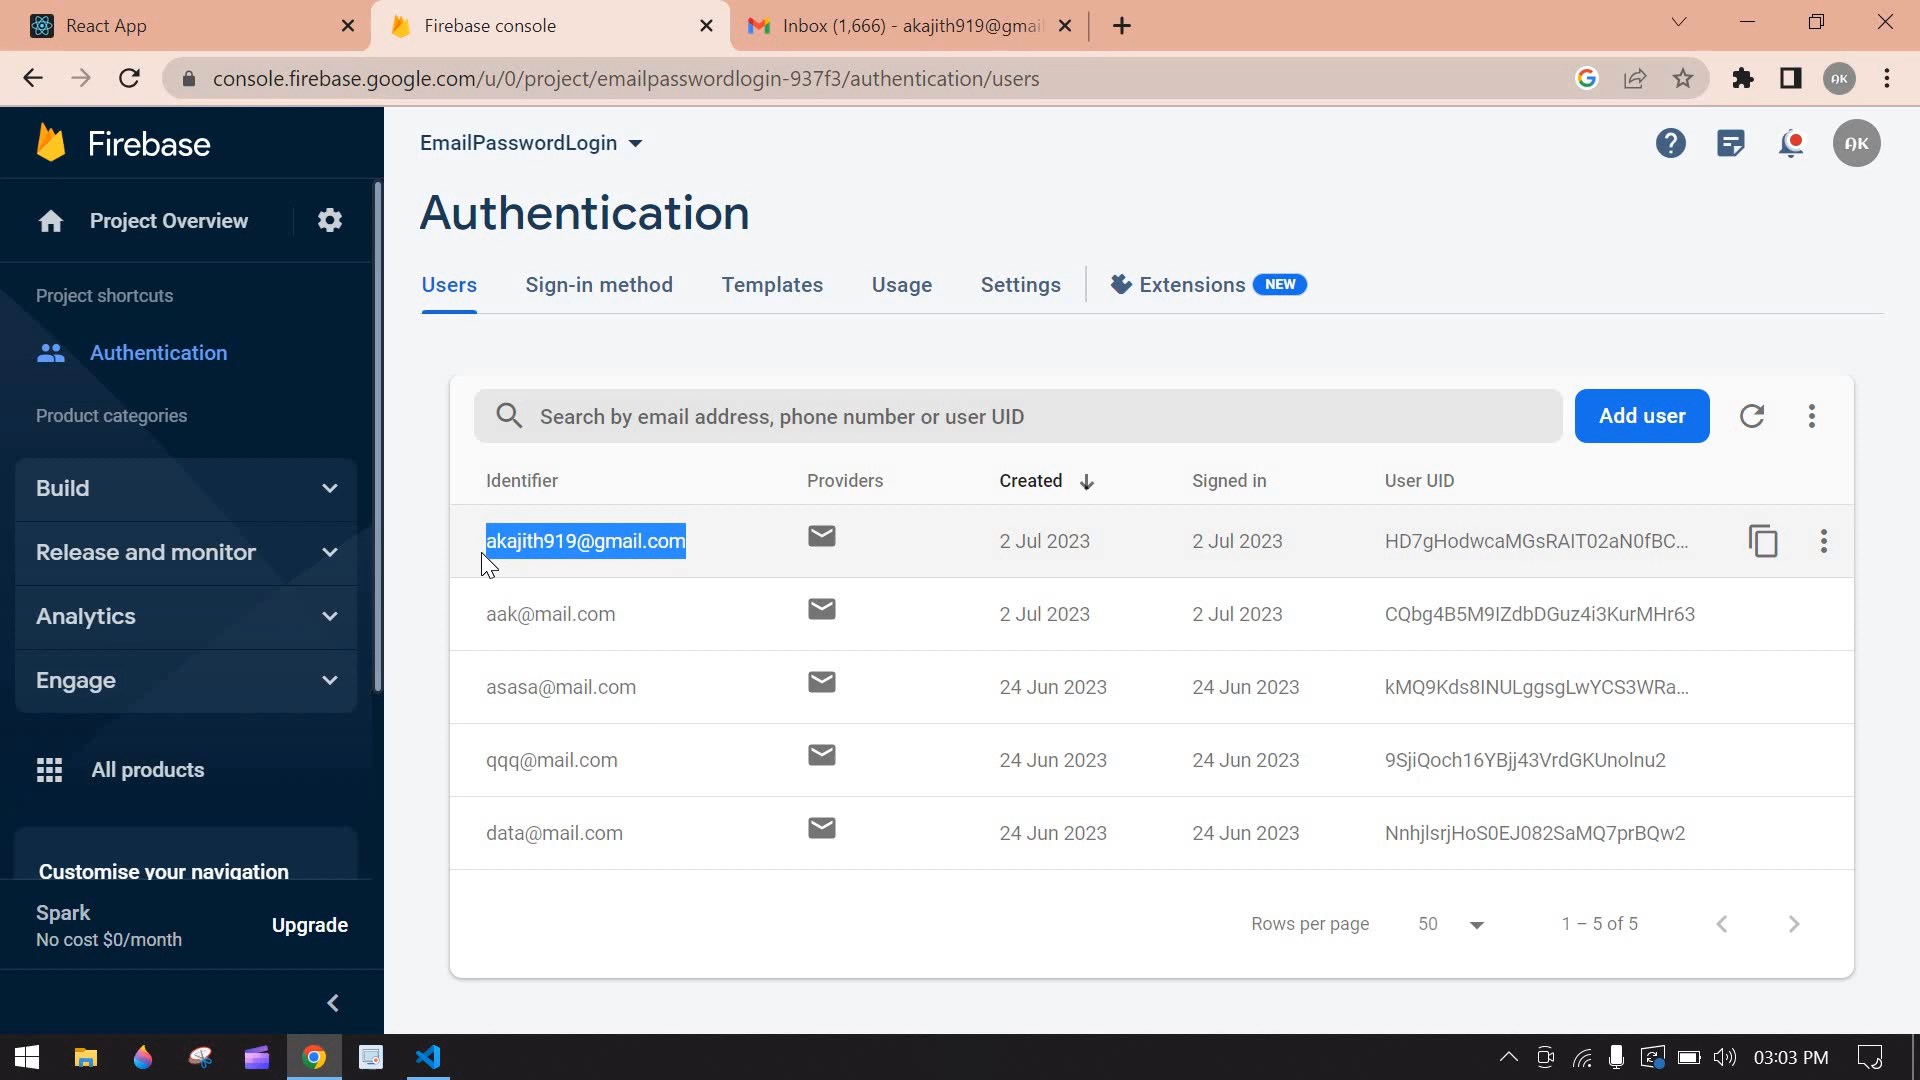 React App
Firebase console
Inbox (1,666) - akajith919@gmai
console.firebase.google.com/u/0/project/emailpasswordlogin-937f3/authentication/users
AK
Firebase
EmailPasswordLogin
AK
Project Overview
Authentication
Users
Sign-in method
Templates
Usage
Settings
Extensions
NEW
Project shortcuts
Authentication
Product categories
Build
Release and monitor
Analytics
Engage
All products
Customise your navigation
Spark
No cost $0/month
Upgrade
Search by email address, phone number or user UID
Add user
Identifier Providers Created Signed in User UID
akajith919@gmail.com 2 Jul 2023 2 Jul 2023 HD7gHodwcaMGsRAIT02aN0fBC...
aak@mail.com 2 Jul 2023 2 Jul 2023 CQbg4B5M9IZdbDGuz4i3KurMHr63
asasa@mail.com 24 Jun 2023 24 Jun 2023 kMQ9Kds8INULggsgLwYCS3WRa...
qqq@mail.com 24 Jun 2023 24 Jun 2023 9SjiQoch16YBjj43VrdGKUnolnu2
data@mail.com 24 Jun 2023 24 Jun 2023 NnhjlsrjHoS0EJ082SaMQ7prBQw2
Rows per page 50 1 – 5 of 5
03:03 PM